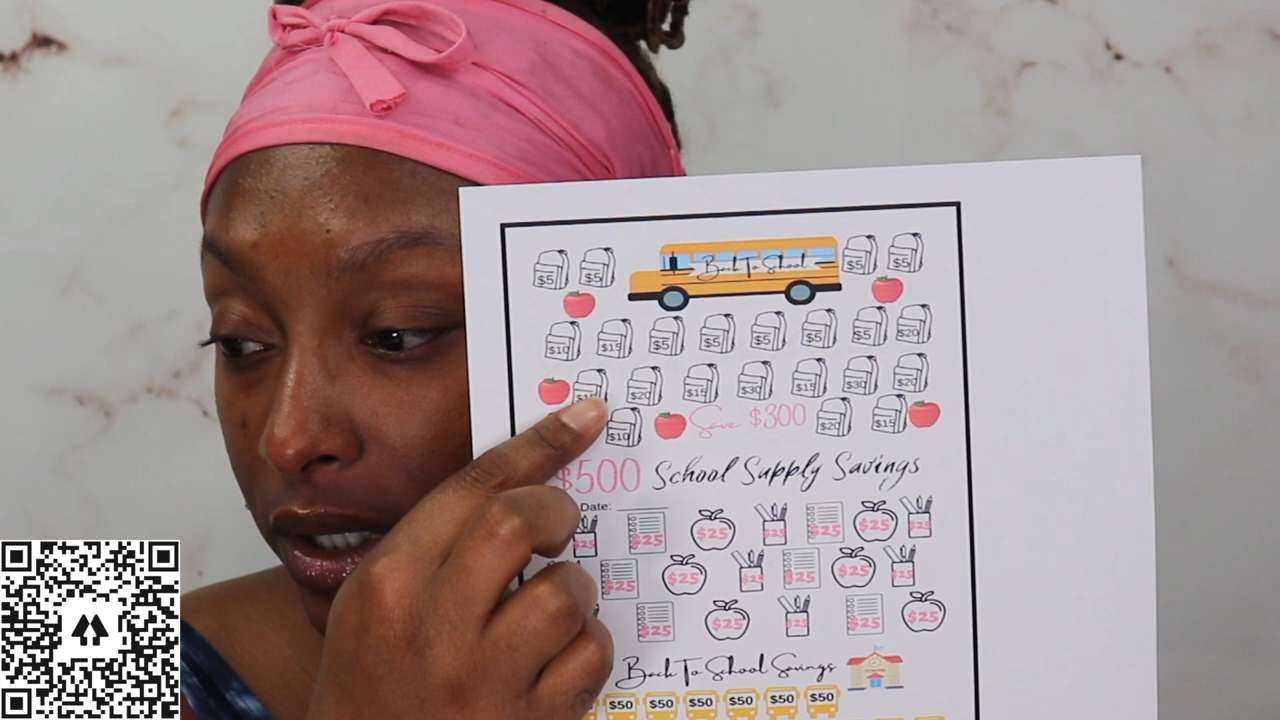 $5 $5 Back To School $5 $5
$10 $15 $5 $5 $5 $5 $5 $20
$20 $15 $30 $15 $30 $20
$10 Save $300 $20 $15
$500 School Supply Savings
Date:
$25 $25 $25 $25 $25 $25 $25
$25 $25 $25 $25 $25 $25
$25 $25 $25 $25 $25
Back To School Savings
$50 $50 $50 $50 $50 $50